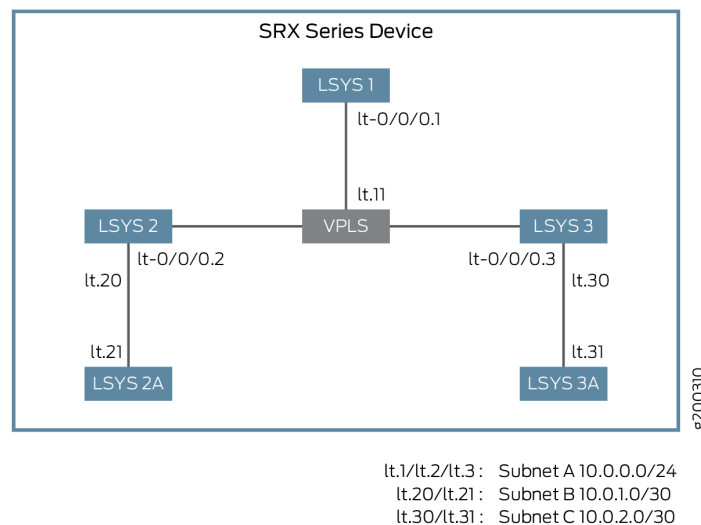 SRX Series Device
LSYS 1
lt-0/0/0.1
lt.11
LSYS 2
VPLS
LSYS 3
lt-0/0/0.2
lt-0/0/0.3
lt.20
lt.30
lt.21
lt.31
LSYS 2A
LSYS 3A
g200310
lt.1/lt.2/lt.3 : Subnet A 10.0.0.0/24
lt.20/lt.21 : Subnet B 10.0.1.0/30
lt.30/lt.31 : Subnet C 10.0.2.0/30